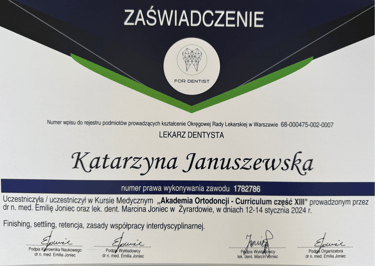 ZAŚWIADCZENIE
FOR DENTIST
Numer wpisu do rejestru podmiotów prowadzących kształcenie Okręgowej Rady Lekarskiej w Warszawie 68-000475-002-0007
LEKARZ DENTYSTA
Katarzyna Januszewska
numer prawa wykonywania zawodu 1782786
Uczestniczyła / uczestniczył w Kursie Medycznym „Akademia Ortodoncji - Curriculum część XIII" prowadzonym przez
dr n. med. Emilię Joniec oraz lek. dent. Marcina Joniec w Żyrardowie, w dniach 12-14 stycznia 2024 r.
Finishing, settling, retencja, zasady współpracy interdyscyplinarnej.
Podpis Kierownika Naukowego
dr n. med. Emilia Joniec
Podpis Wykładowcy
dr n. med. Emilia Joniec
Podpis Wykładowcy
lek. dent. Marcin Joniec
Podpis Organizatora
dr n. med. Emilia Joniec